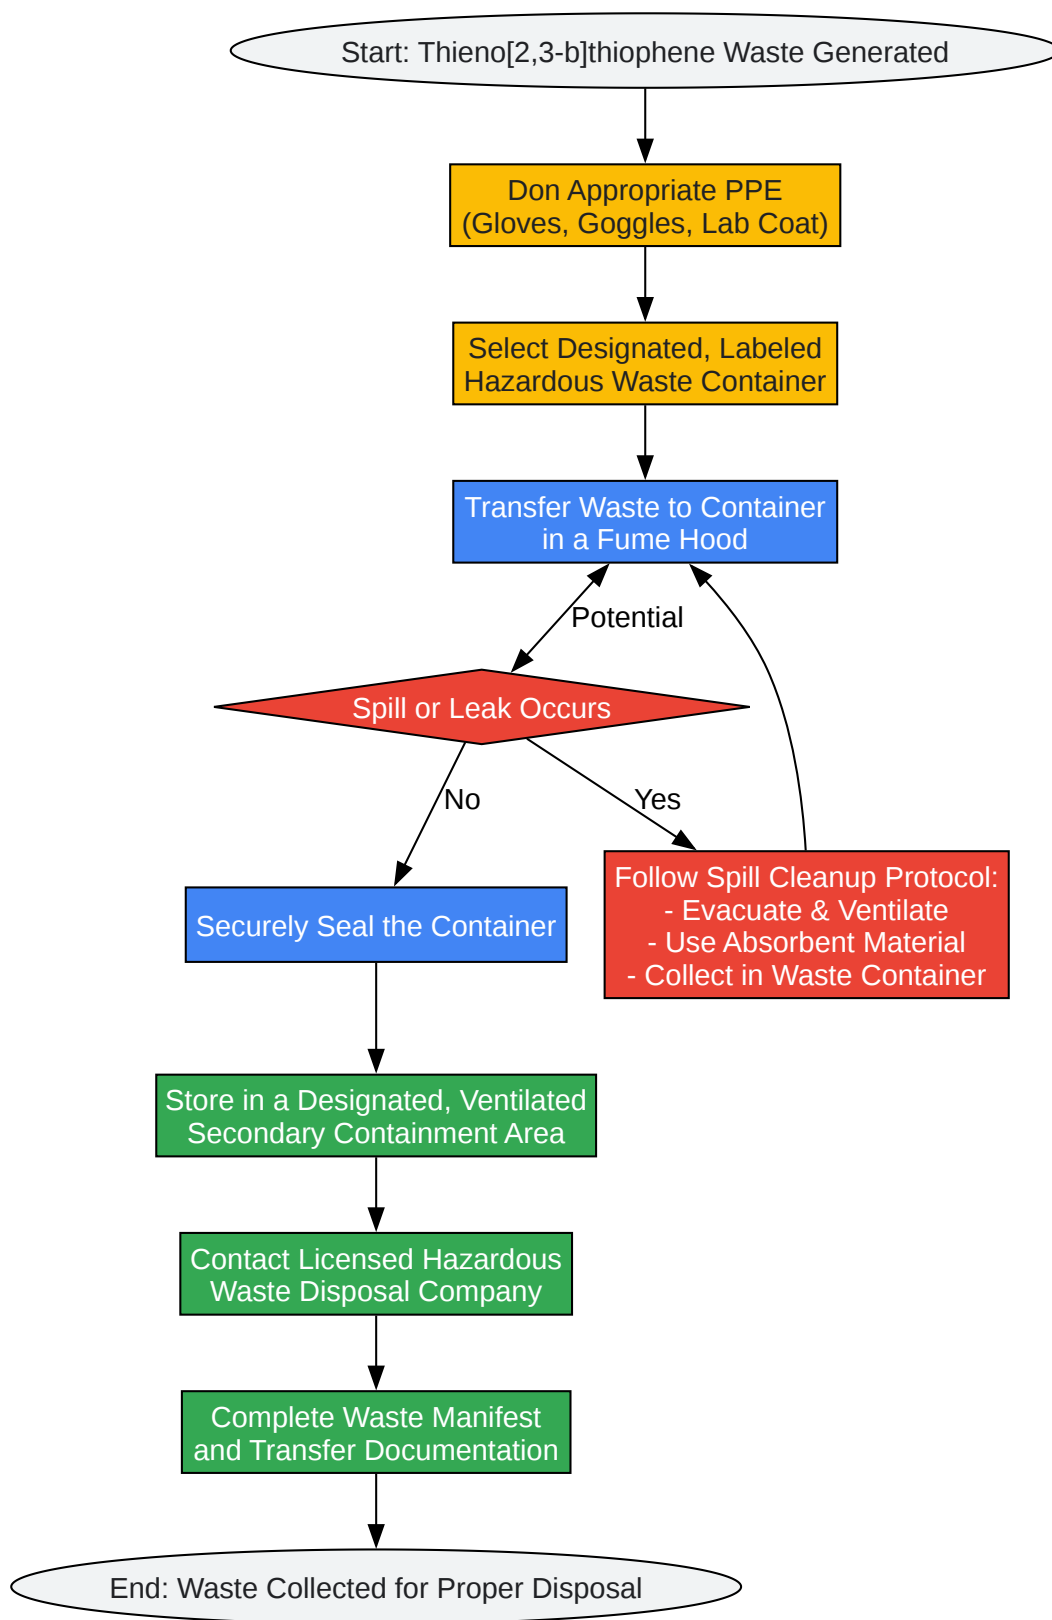 Start: Thieno[2,3-b]thiophene Waste Generated
Don Appropriate PPE
(Gloves, Goggles, Lab Coat)
Select Designated, Labeled
Hazardous Waste Container
Transfer Waste to Container
in a Fume Hood
Potential
Spill or Leak Occurs
No
Yes
Follow Spill Cleanup Protocol:
- Evacuate & Ventilate
- Use Absorbent Material
- Collect in Waste Container
Securely Seal the Container
Store in a Designated, Ventilated
Secondary Containment Area
Contact Licensed Hazardous
Waste Disposal Company
Complete Waste Manifest
and Transfer Documentation
End: Waste Collected for Proper Disposal